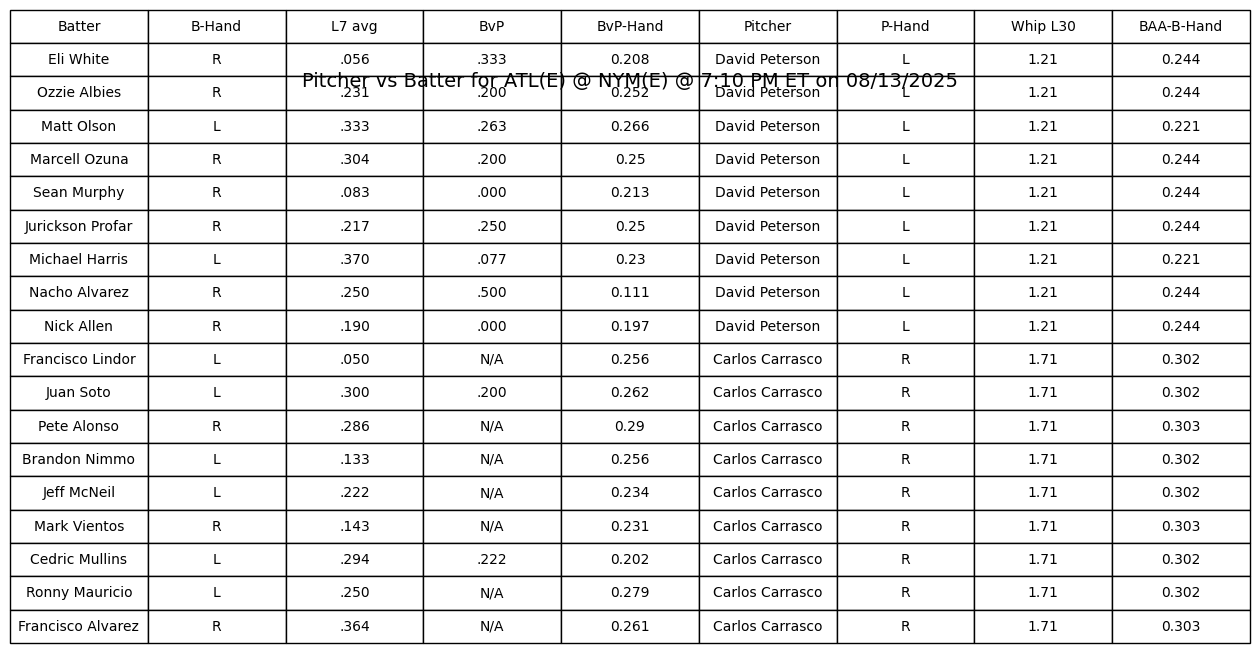 Batter B-Hand L7 avg BvP BvP-Hand Pitcher P-Hand Whip L30 BAA-B-Hand
Eli White R .056 .333 0.208 David Peterson L 1.21 0.244
Pitcher vs Batter for ATL(E) @ NYM(E) @ 7:10 PM ET on 08/13/2025
Ozzie Albies R .231 .200 0.252 David Peterson L 1.21 0.244
Matt Olson L .333 .263 0.266 David Peterson L 1.21 0.221
Marcell Ozuna R .304 .200 0.25 David Peterson L 1.21 0.244
Sean Murphy R .083 .000 0.213 David Peterson L 1.21 0.244
Jurickson Profar R .217 .250 0.25 David Peterson L 1.21 0.244
Michael Harris L .370 .077 0.23 David Peterson L 1.21 0.221
Nacho Alvarez R .250 .500 0.111 David Peterson L 1.21 0.244
Nick Allen R .190 .000 0.197 David Peterson L 1.21 0.244
Francisco Lindor L .050 N/A 0.256 Carlos Carrasco R 1.71 0.302
Juan Soto L .300 .200 0.262 Carlos Carrasco R 1.71 0.302
Pete Alonso R .286 N/A 0.29 Carlos Carrasco R 1.71 0.303
Brandon Nimmo L .133 N/A 0.256 Carlos Carrasco R 1.71 0.302
Jeff McNeil L .222 N/A 0.234 Carlos Carrasco R 1.71 0.302
Mark Vientos R .143 N/A 0.231 Carlos Carrasco R 1.71 0.303
Cedric Mullins L .294 .222 0.202 Carlos Carrasco R 1.71 0.302
Ronny Mauricio L .250 N/A 0.279 Carlos Carrasco R 1.71 0.302
Francisco Alvarez R .364 N/A 0.261 Carlos Carrasco R 1.71 0.303